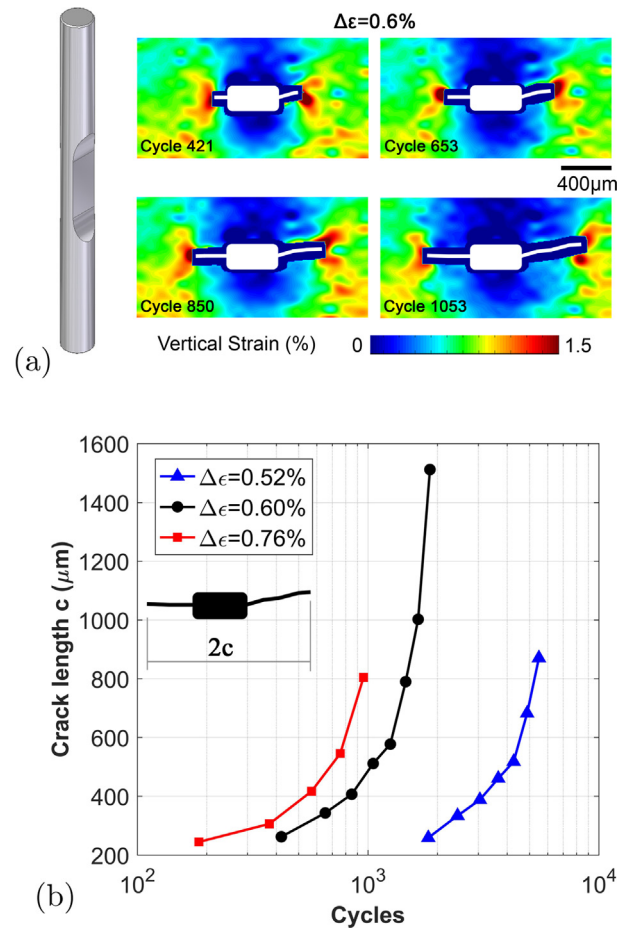 Δε=0.6%
Cycle 421
Cycle 653
400μm
Cycle 850
Cycle 1053
Vertical Strain (%)
0
1.5
(a)
1600
1400
1200
1000
800
600
400
200
Crack length c (μm)
Δϵ=0.52%
Δϵ=0.60%
Δϵ=0.76%
2c
10²
10³
10⁴
Cycles
(b)